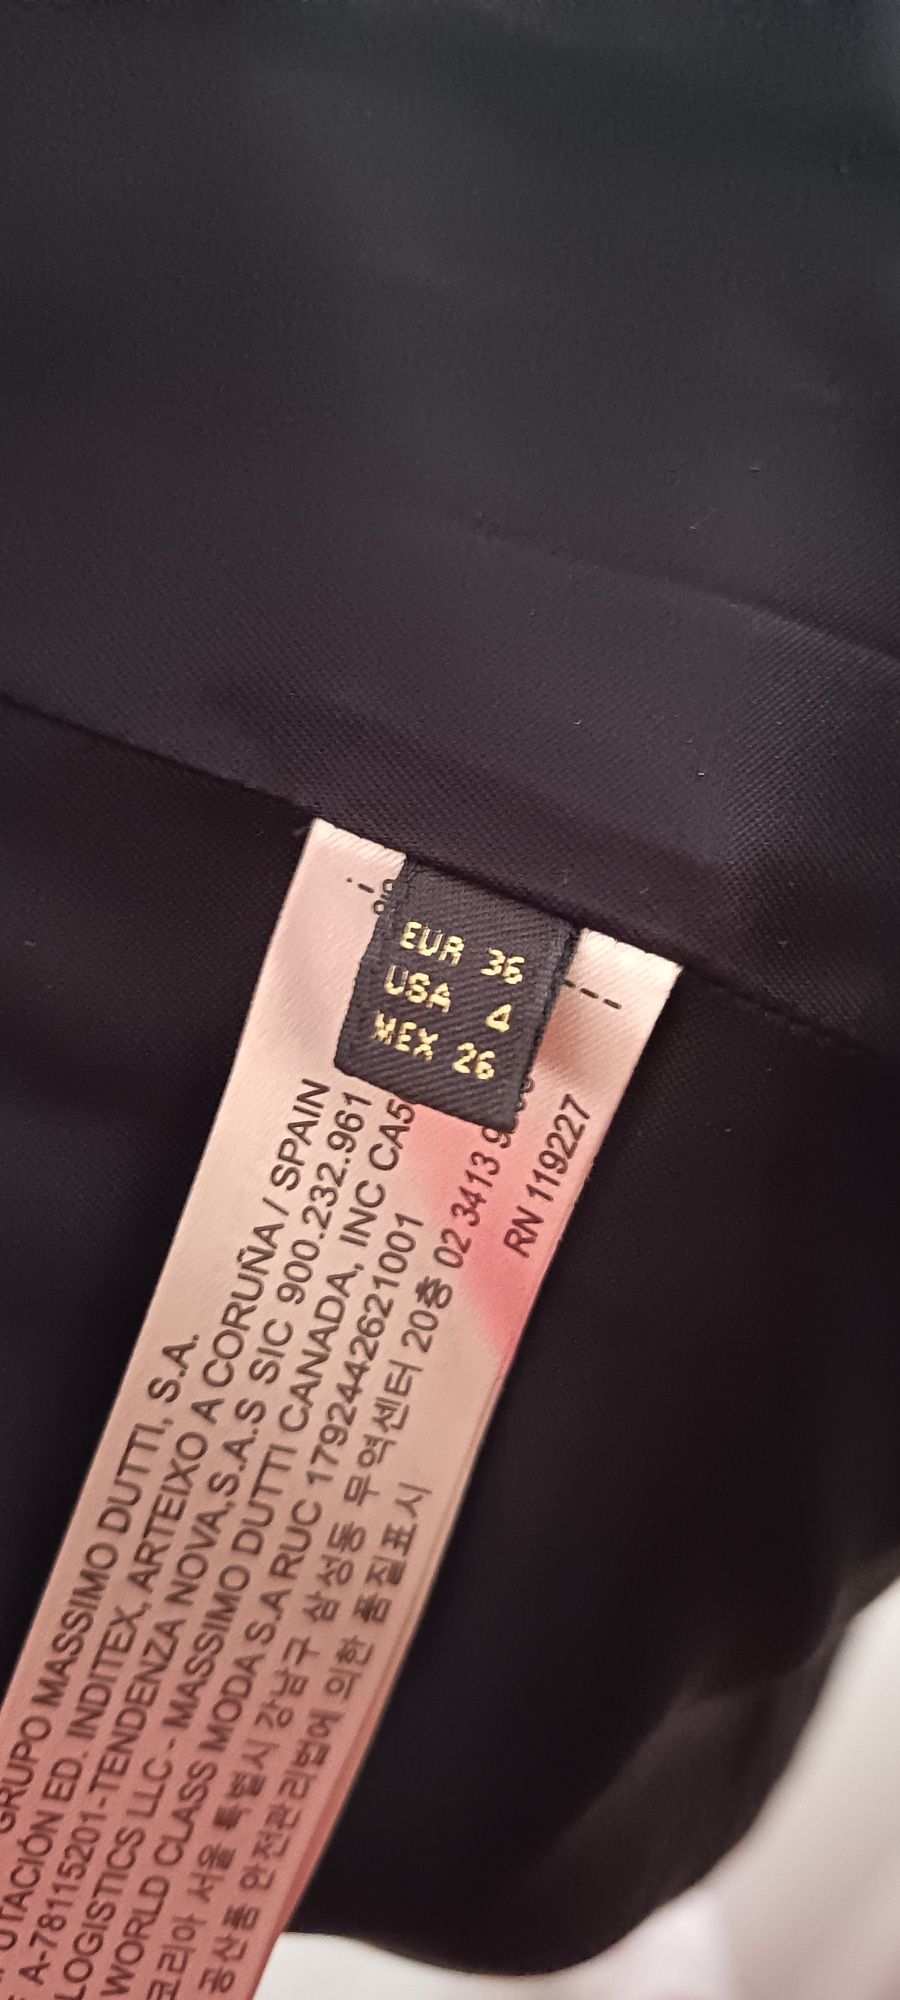 EUR 36
USA 4
MEX 26
GRUPO MASSIMO DUTTI, S.A.
ED. INDITEX, ARTEIXO A CORUÑA / SPAIN
A-78115201-TENDENZA NOVA,S.A.S SIC 900.232.961
LOGISTICS LLC - MASSIMO DUTTI CANADA, INC
WORLD CLASS MODA S.A RUC 1792442621001
코리아 서울 특별시 강남구 삼성동 무역센터 20층 02 3413
공산품 안전관리법에 의한 품질표시
RN 119227